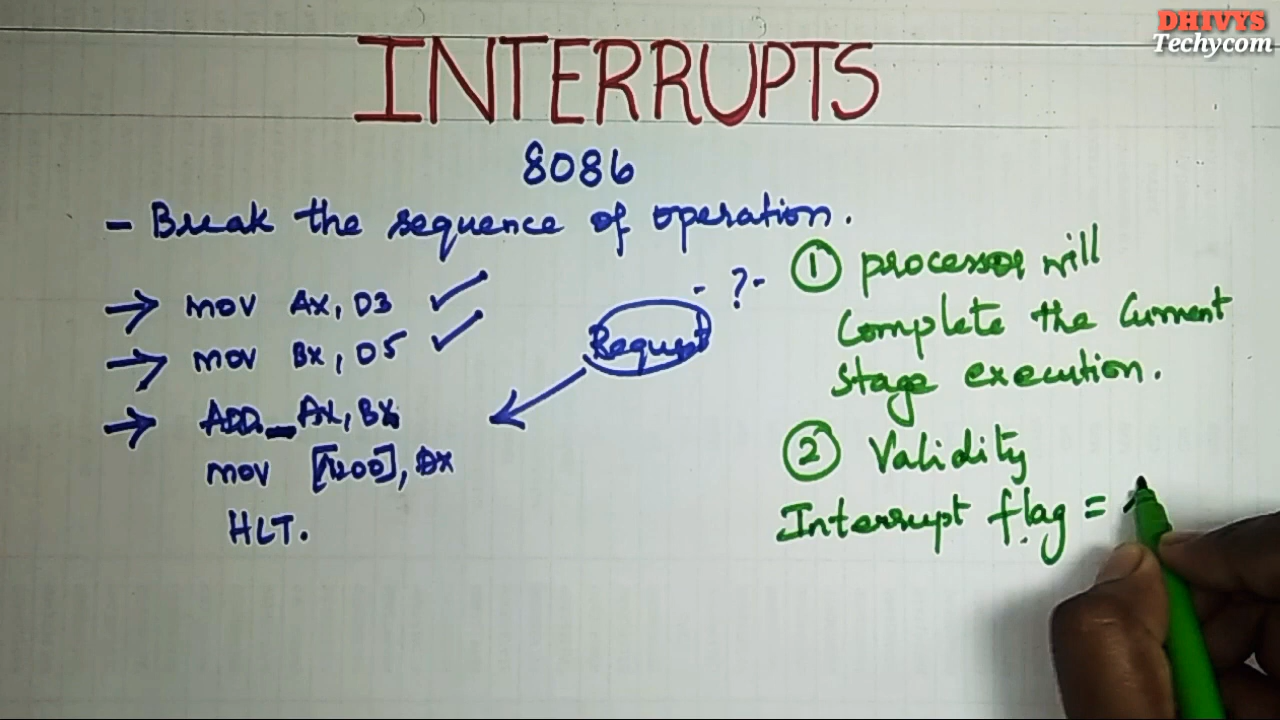 DHIVYS
Techycom
INTERRUPTS
8086
- Break the sequence of operation.
→ mov AX, 03 ✓
→ mov BX, 05 ✓
→ ADD AX, BX
mov [1200], AX
HLT.
Request
- ? -
① processor will
Complete the Current
stage execution.
② Validity
Interrupt flag =